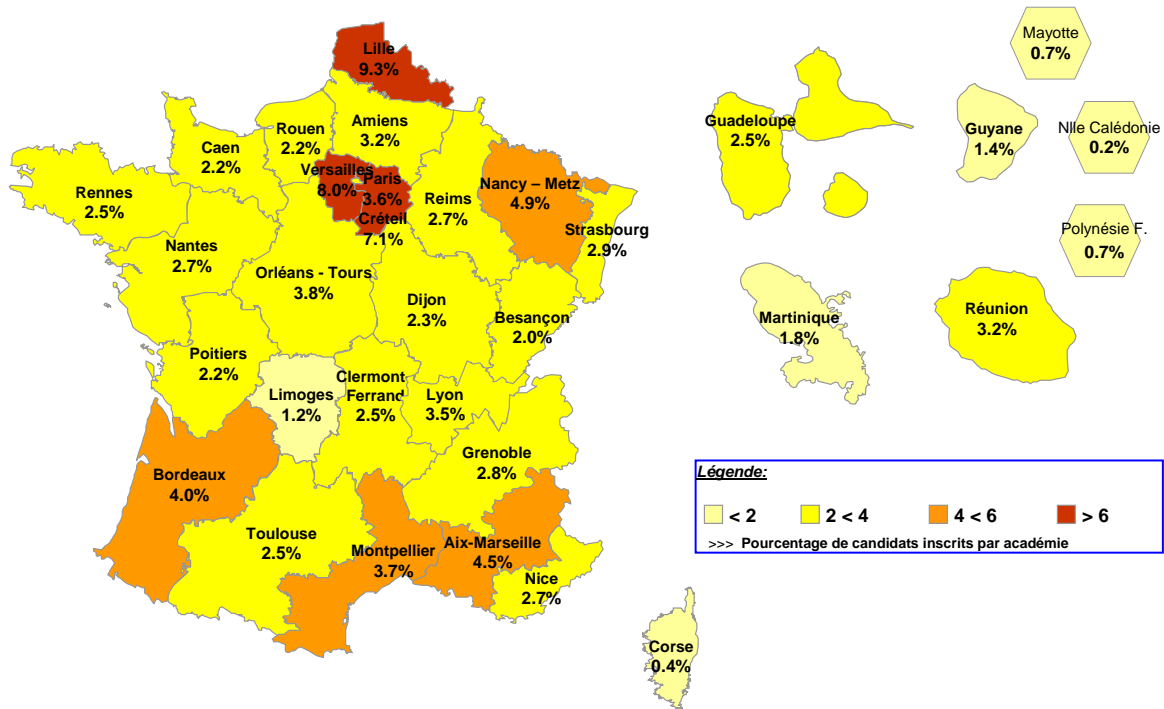 Lille
9.3%
Amiens
3.2%
Rouen
2.2%
Caen
2.2%
Versailles
8.0%
Paris
3.6%
Créteil
7.1%
Reims
2.7%
Nancy – Metz
4.9%
Strasbourg
2.9%
Rennes
2.5%
Nantes
2.7%
Orléans - Tours
3.8%
Dijon
2.3%
Besançon
2.0%
Poitiers
2.2%
Limoges
1.2%
Clermont
Ferrand
2.5%
Lyon
3.5%
Grenoble
2.8%
Bordeaux
4.0%
Toulouse
2.5%
Montpellier
3.7%
Aix-Marseille
4.5%
Nice
2.7%
Corse
0.4%
Guadeloupe
2.5%
Martinique
1.8%
Guyane
1.4%
Réunion
3.2%
Mayotte
0.7%
Nlle Calédonie
0.2%
Polynésie F.
0.7%
Légende:
< 2
2 < 4
4 < 6
> 6
>>> Pourcentage de candidats inscrits par académie